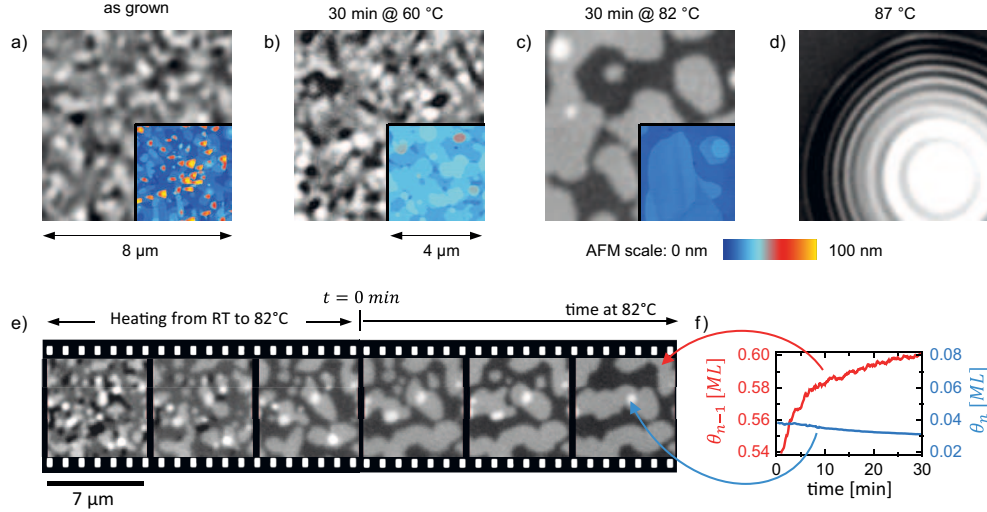 as grown
30 min @ 60 °C
30 min @ 82 °C
87 °C
a)
b)
c)
d)
8 µm
4 µm
AFM scale: 0 nm
100 nm
t = 0 min
e)
Heating from RT to 82°C
time at 82°C
f)
7 µm
θn−1 [ML]
0.60
0.58
0.56
0.54
0.08
0.06
0.04
0.02
θn [ML]
0
10
20
30
time [min]